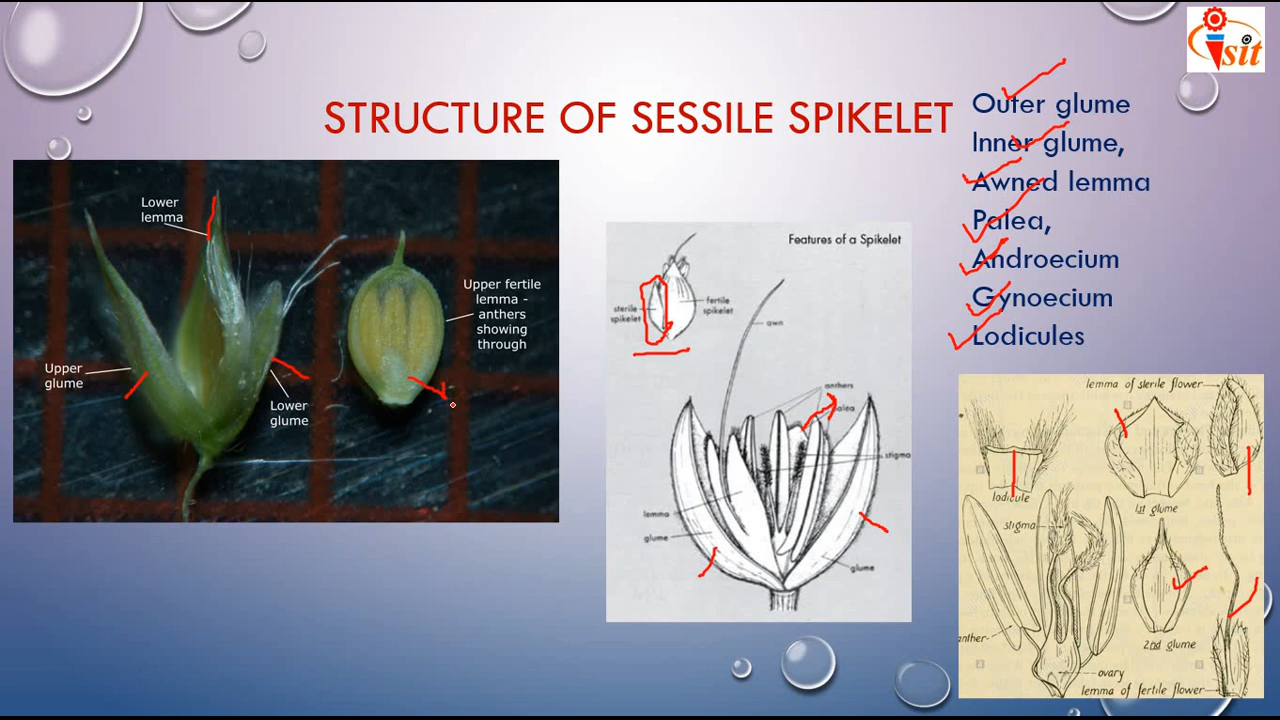 sit
STRUCTURE OF SESSILE SPIKELET
Outer glume
Inner glume,
Awned lemma
Palea,
Androecium
Gynoecium
Lodicules
Lower
lemma
Upper
glume
Lower
glume
Upper fertile
lemma -
anthers
showing
through
Features of a Spikelet
sterile
spikelet
fertile
spikelet
awn
anthers
palea
stigma
lemma
glume
glume
lemma of sterile flower
lodicule
1st glume
stigma
anther
2nd glume
ovary
lemma of fertile flower